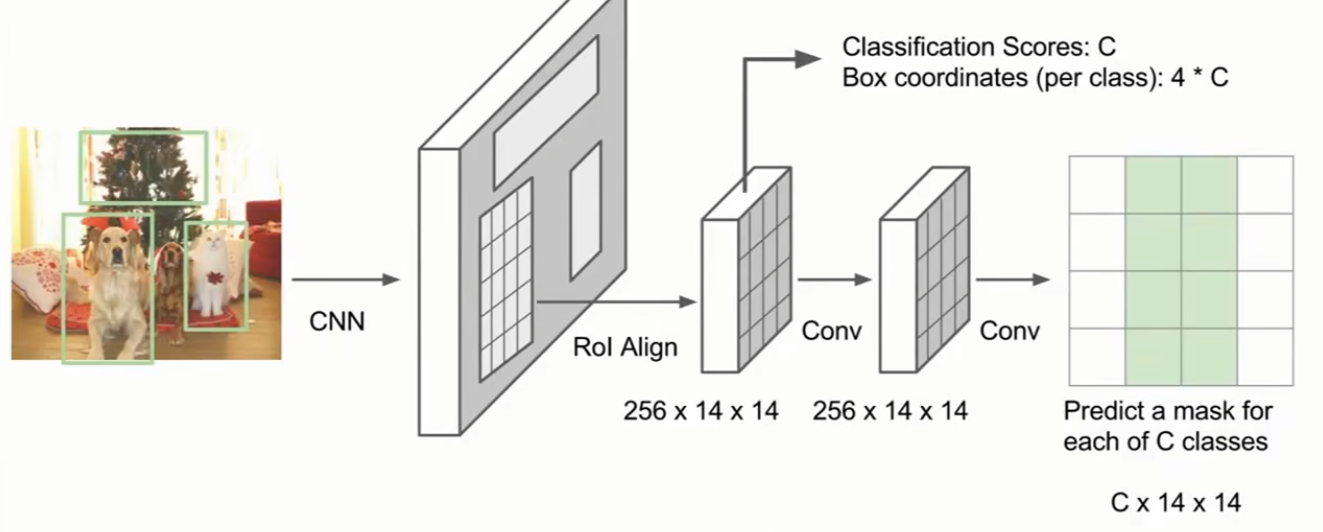 Classification Scores: C
Box coordinates (per class): 4 * C
CNN
RoI Align
Conv
Conv
256 x 14 x 14
256 x 14 x 14
Predict a mask for
each of C classes
C x 14 x 14